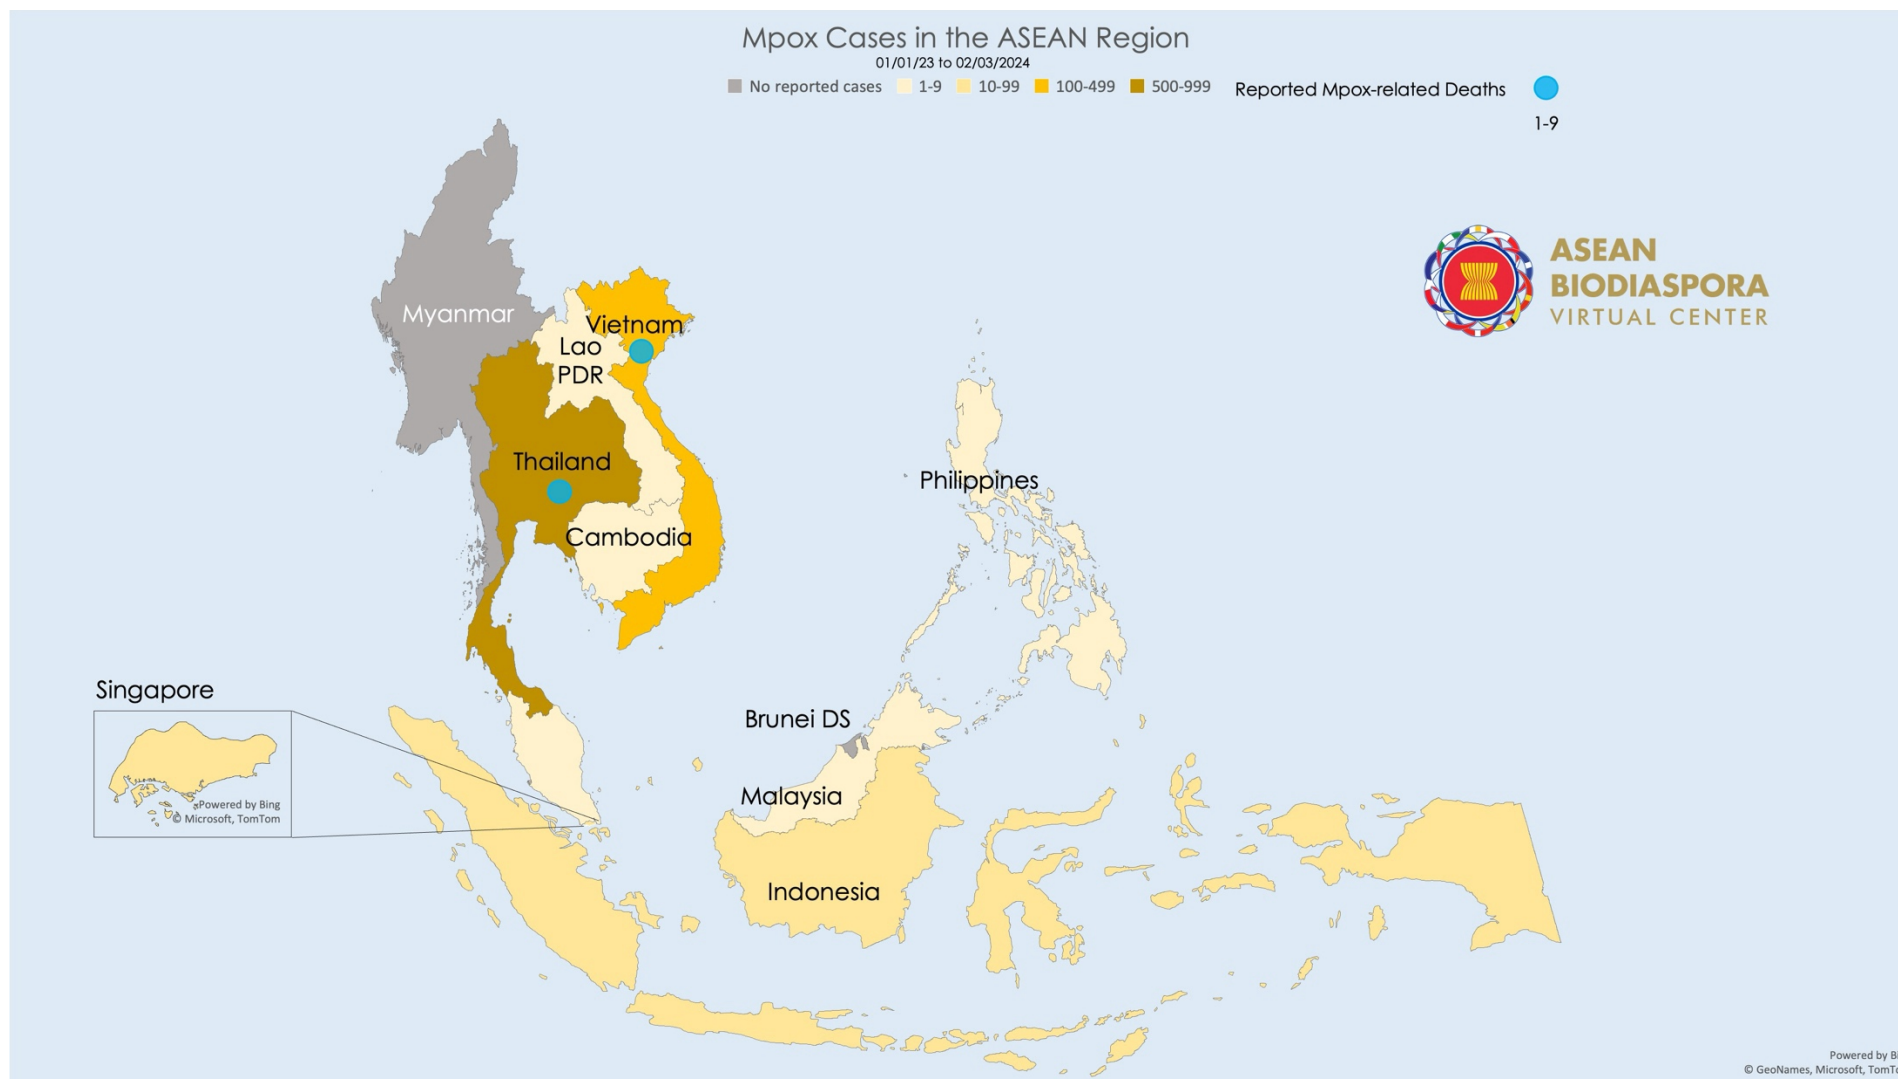 Mpox Cases in the ASEAN Region
01/01/23 to 02/03/2024
No reported cases 1-9 10-99 100-499 500-999 Reported Mpox-related Deaths
1-9
ASEAN
BIODIASPORA
VIRTUAL CENTER
Myanmar
Vietnam
Lao
PDR
Thailand
Philippines
Cambodia
Singapore
Brunei DS
Malaysia
Powered by Bing
© Microsoft, TomTom
Indonesia
Powered by B
© GeoNames, Microsoft, TomT